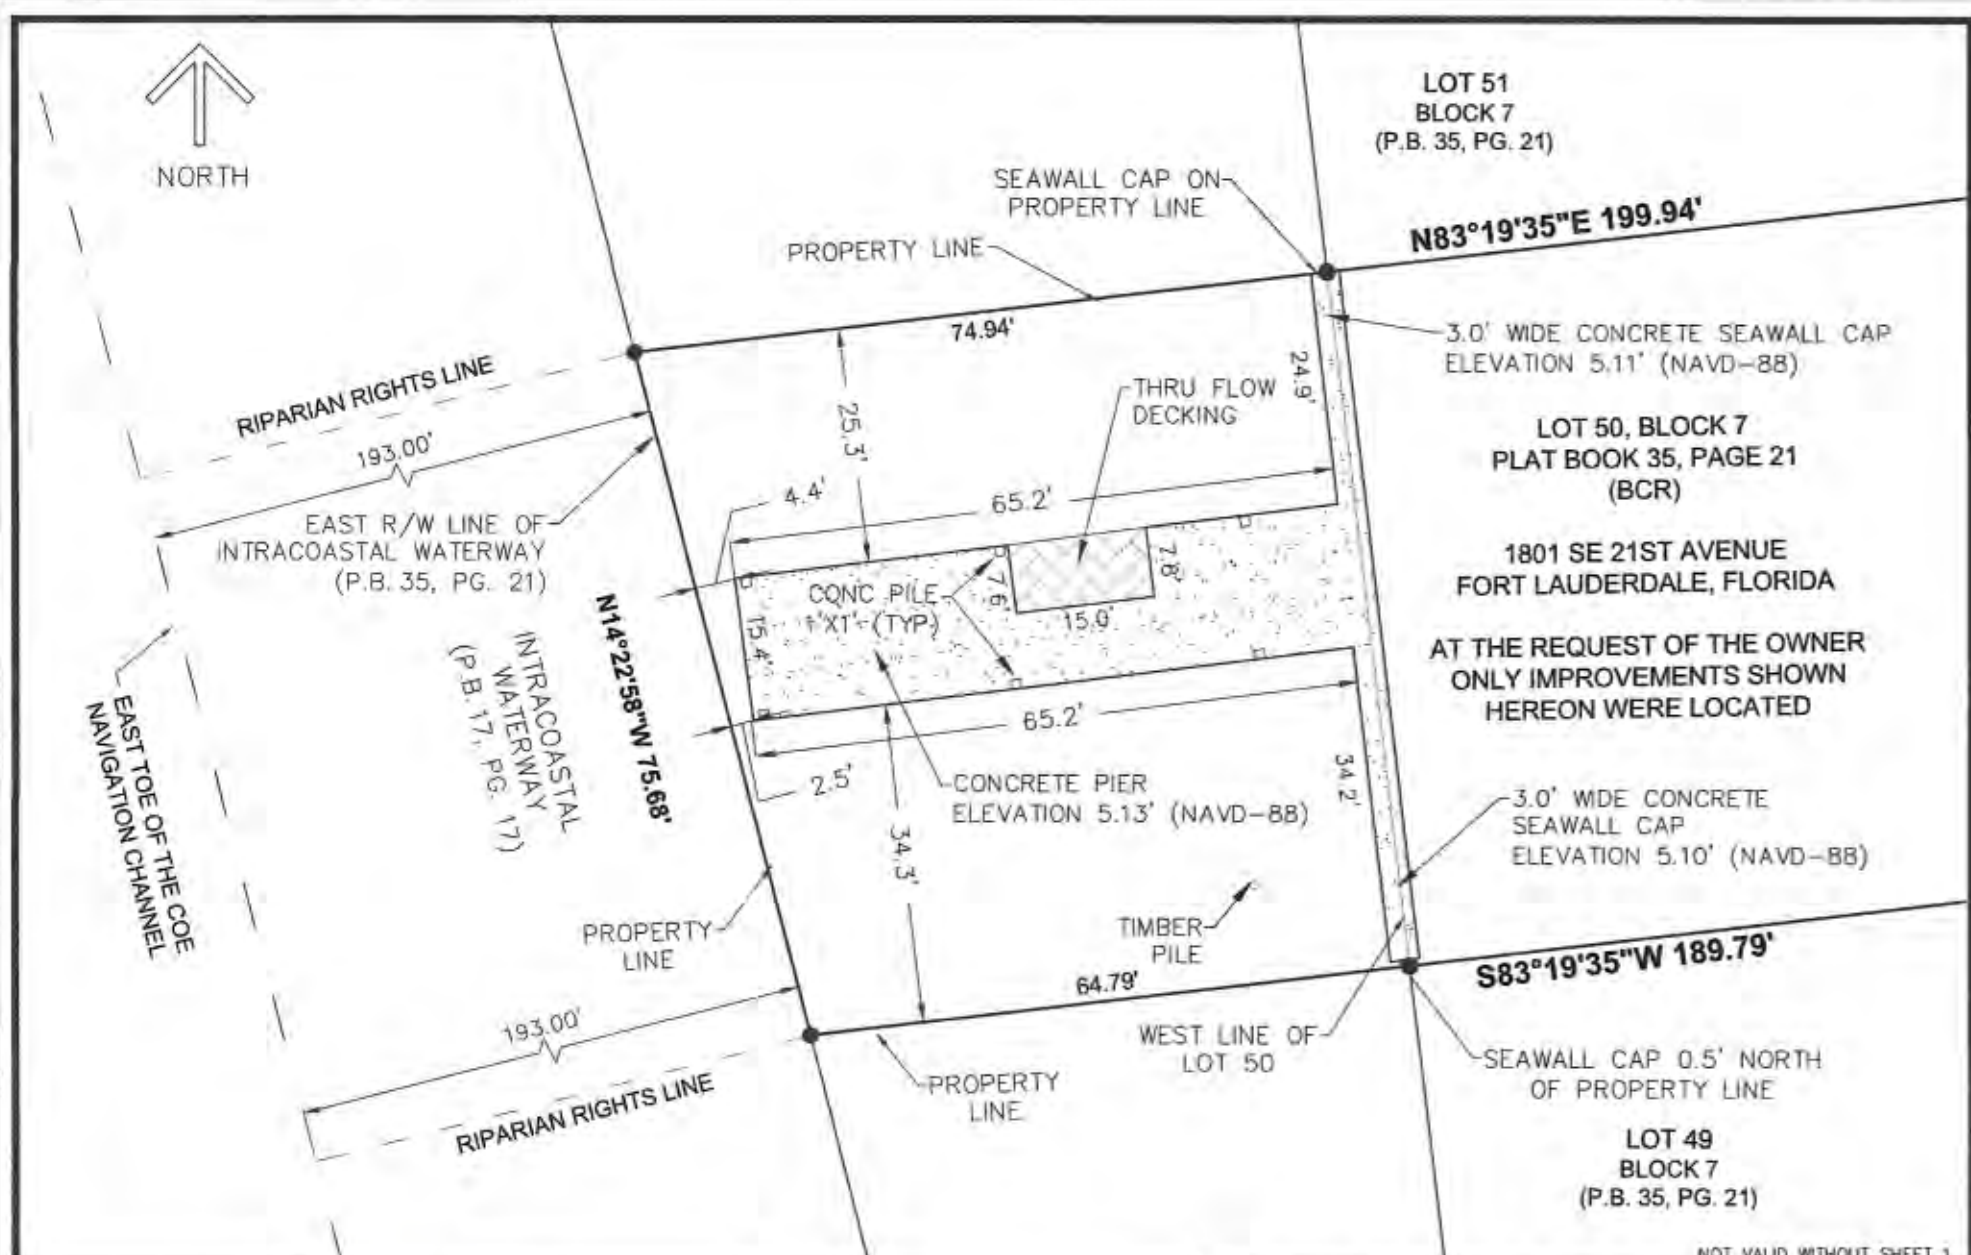 NORTH
LOT 51
BLOCK 7
(P.B. 35, PG. 21)
SEAWALL CAP ON
PROPERTY LINE
PROPERTY LINE
N83°19'35"E 199.94'
74.94'
3.0' WIDE CONCRETE SEAWALL CAP
ELEVATION 5.11' (NAVD-88)
RIPARIAN RIGHTS LINE
193.00'
24.9'
THRU FLOW
DECKING
25.3'
LOT 50, BLOCK 7
PLAT BOOK 35, PAGE 21
(BCR)
4.4'
65.2'
EAST R/W LINE OF
INTRACOASTAL WATERWAY
(P.B. 35, PG. 21)
1801 SE 21ST AVENUE
FORT LAUDERDALE, FLORIDA
7.8'
7.6'
15.0'
CONC PILE
1'X1' (TYP.)
15.4'
N14°22'58"W 75.68'
INTRACOASTAL
WATERWAY
(P.B. 17, PG. 17)
AT THE REQUEST OF THE OWNER
ONLY IMPROVEMENTS SHOWN
HEREON WERE LOCATED
EAST TOE OF THE COE
NAVIGATION CHANNEL
65.2'
2.5'
CONCRETE PIER
ELEVATION 5.13' (NAVD-88)
34.2'
34.3'
3.0' WIDE CONCRETE
SEAWALL CAP
ELEVATION 5.10' (NAVD-88)
PROPERTY
LINE
TIMBER
PILE
64.79'
S83°19'35"W 189.79'
193.00'
WEST LINE OF
LOT 50
SEAWALL CAP 0.5' NORTH
OF PROPERTY LINE
PROPERTY
LINE
RIPARIAN RIGHTS LINE
LOT 49
BLOCK 7
(P.B. 35, PG. 21)
NOT VALID WITHOUT SHEET 1